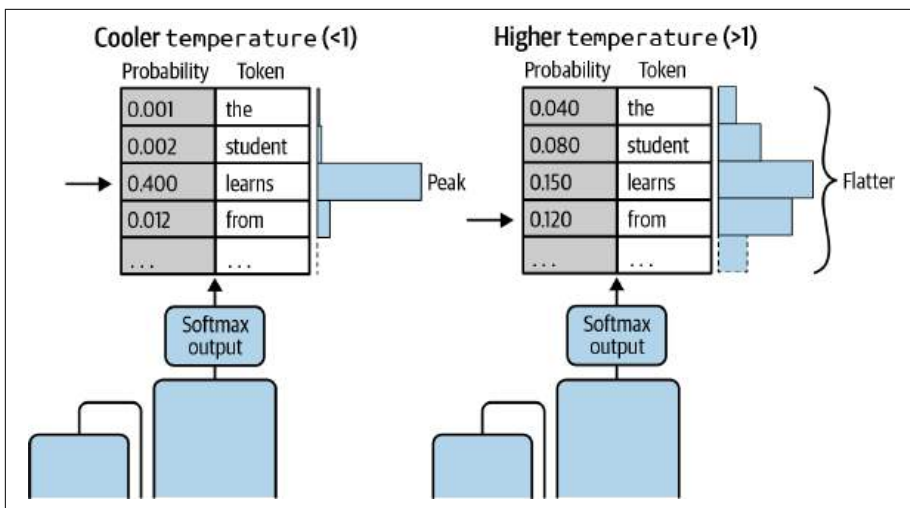 Cooler temperature (<1)
Probability Token
0.001 the
0.002 student
0.400 learns
0.012 from
... ...
Peak
Softmax
output
Higher temperature (>1)
Probability Token
0.040 the
0.080 student
0.150 learns
0.120 from
... ...
Flatter
Softmax
output